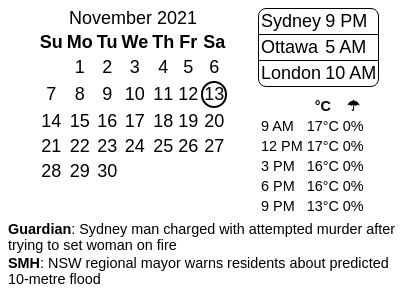 November 2021
Su Mo Tu We Th Fr Sa
1 2 3 4 5 6
7 8 9 10 11 12 13
14 15 16 17 18 19 20
21 22 23 24 25 26 27
28 29 30
Sydney 9 PM
Ottawa 5 AM
London 10 AM
°C ☂
9 AM 17°C 0%
12 PM 17°C 0%
3 PM 16°C 0%
6 PM 16°C 0%
9 PM 13°C 0%
Guardian: Sydney man charged with attempted murder after
trying to set woman on fire
SMH: NSW regional mayor warns residents about predicted
10-metre flood